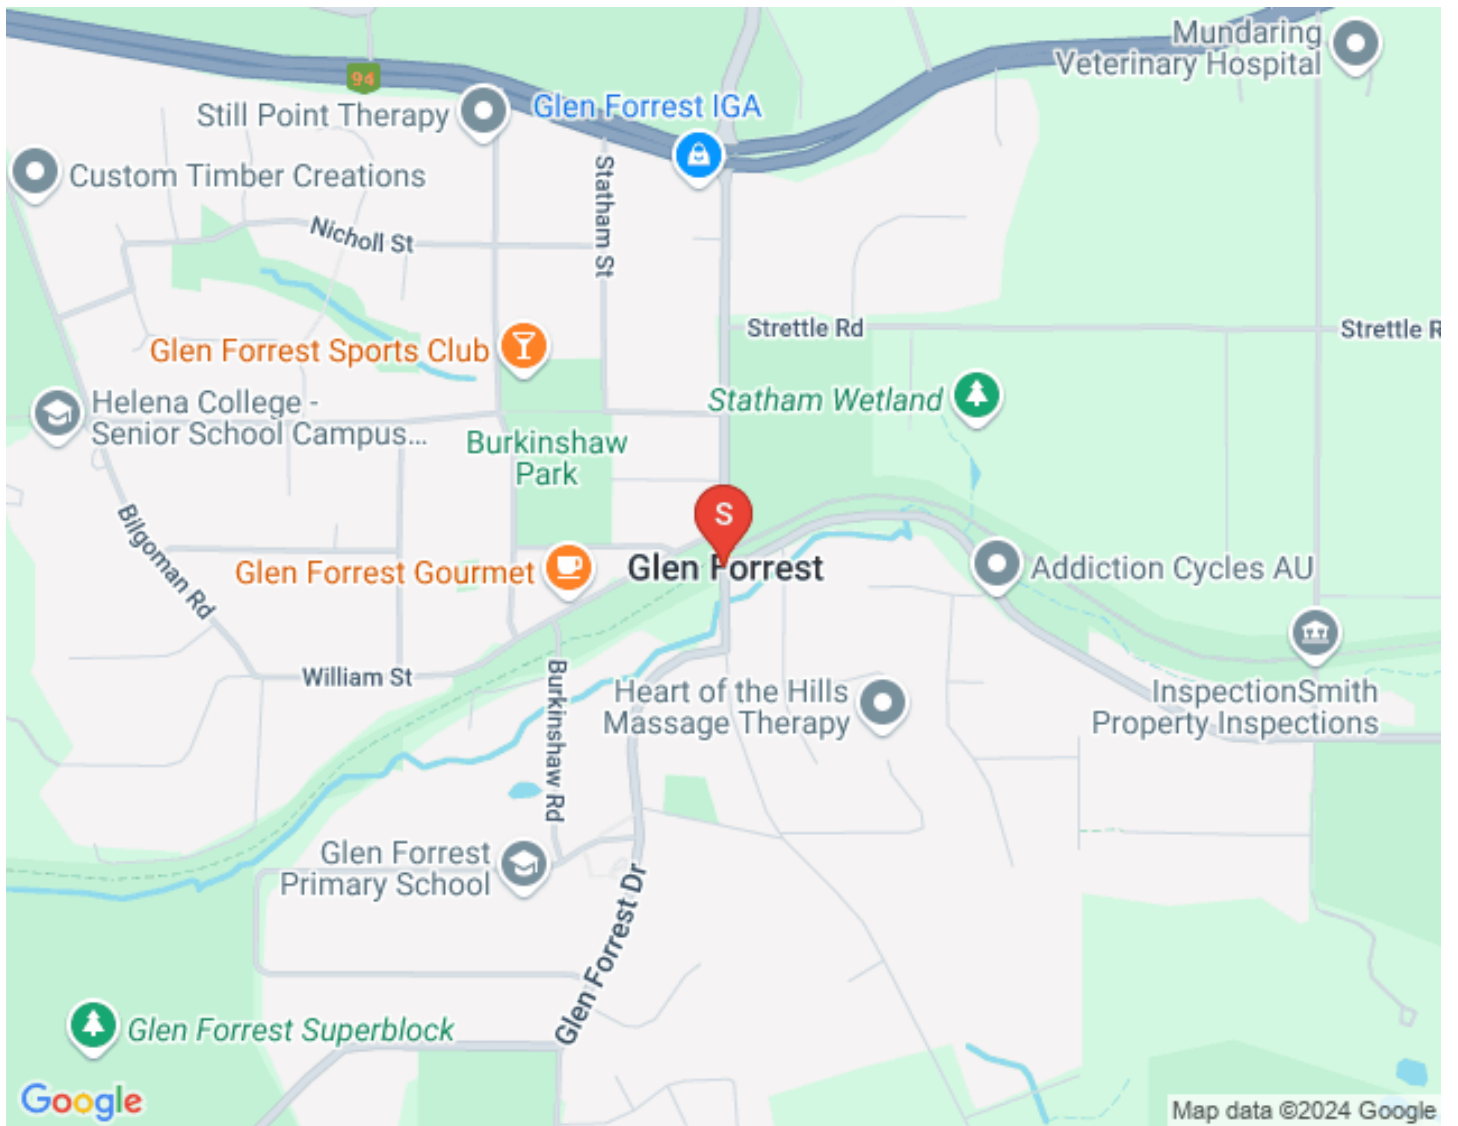 Mundaring
Veterinary Hospital
94
Still Point Therapy
Glen Forrest IGA
Custom Timber Creations
Statham St
Nicholl St
Strettle Rd
Strettle R
Glen Forrest Sports Club
Helena College -
Senior School Campus...
Statham Wetland
Burkinshaw
Park
S
Bilgoman Rd
Glen Forrest Gourmet
Glen Forrest
Addiction Cycles AU
William St
Burkinshaw Rd
Heart of the Hills
Massage Therapy
InspectionSmith
Property Inspections
Glen Forrest
Primary School
Glen Forrest Dr
Glen Forrest Superblock
Google
Map data ©2024 Google